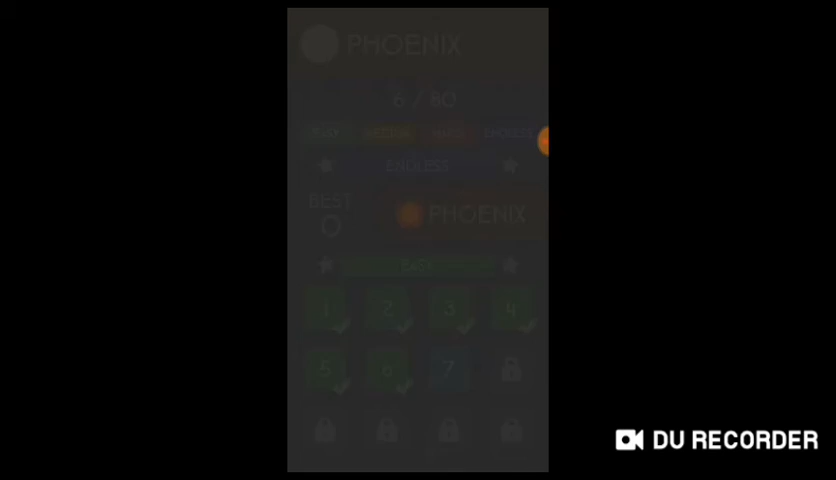 PHOENIX
6 / 80
EASY MEDIUM HARD ENDLESS
ENDLESS
BEST
0
PHOENIX
EASY
1 2 3 4
5 6 7
DU RECORDER